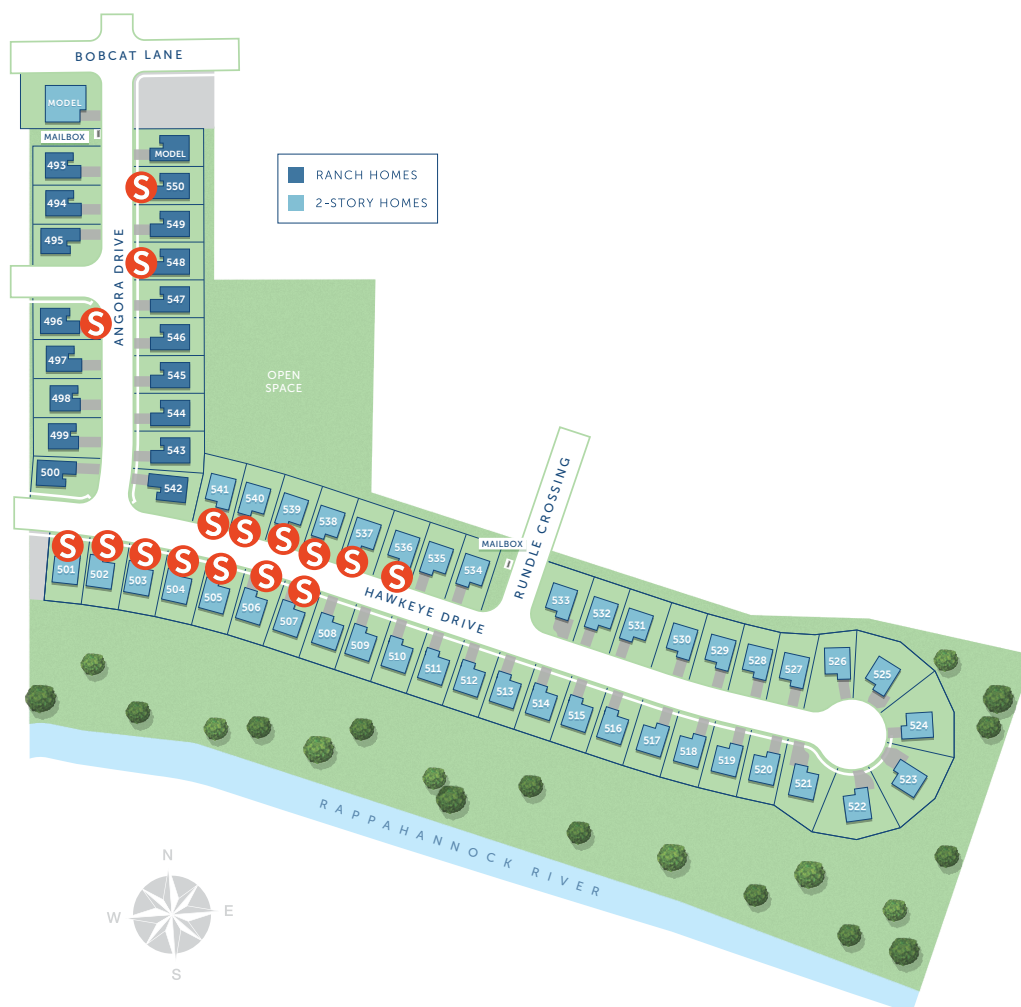 BOBCAT LANE
MODEL
MAILBOX
MODEL
493
494
495
S 550
549
S 548
547
546
545
544
543
542
ANGORA DRIVE
496 S
497
498
499
500
RANCH HOMES
2-STORY HOMES
OPEN
SPACE
541
540
539
538
537
536
535
534
S
S
S
S
S
S
MAILBOX
RUNDLE CROSSING
HAWKEYE DRIVE
S
S
S
S
S
S
S
501
502
503
504
505
506
507
508
509
510
511
512
513
514
515
516
517
518
519
520
521
522
523
524
525
526
527
528
529
530
531
532
533
RAPPAHANNOCK RIVER
N
W
E
S